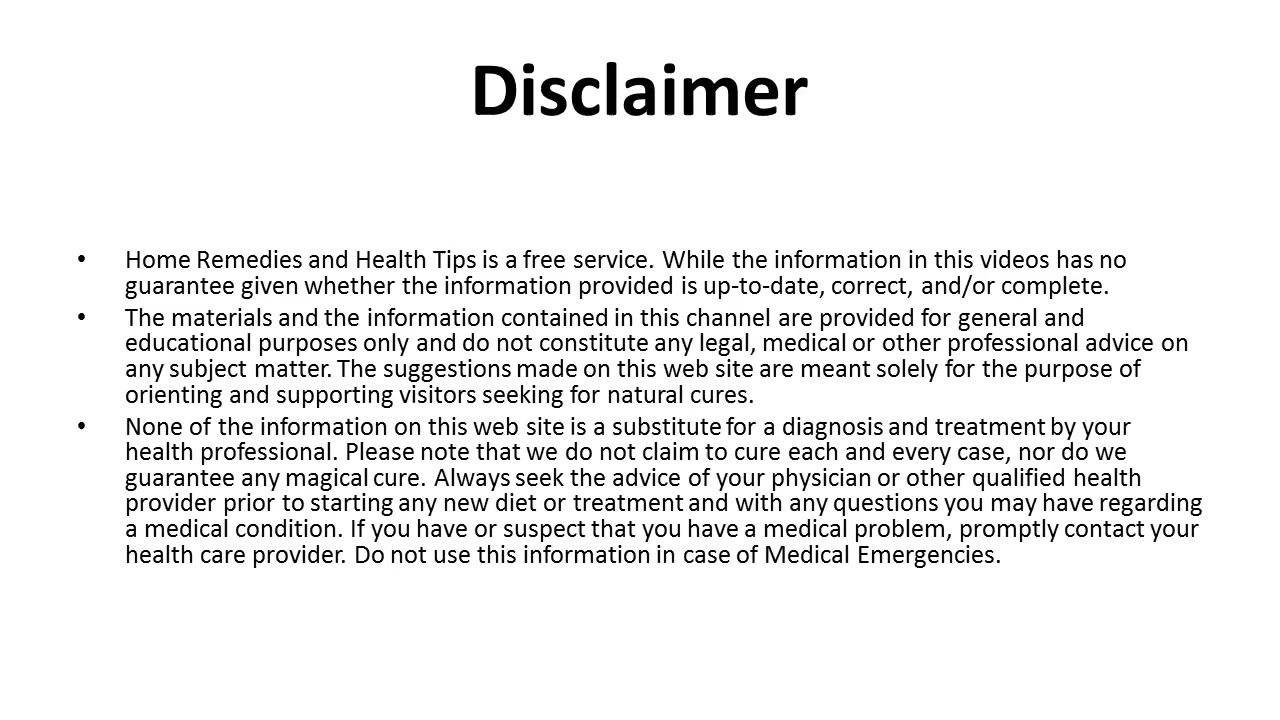 Disclaimer
• Home Remedies and Health Tips is a free service. While the information in this videos has no
guarantee given whether the information provided is up-to-date, correct, and/or complete.
• The materials and the information contained in this channel are provided for general and
educational purposes only and do not constitute any legal, medical or other professional advice on
any subject matter. The suggestions made on this web site are meant solely for the purpose of
orienting and supporting visitors seeking for natural cures.
• None of the information on this web site is a substitute for a diagnosis and treatment by your
health professional. Please note that we do not claim to cure each and every case, nor do we
guarantee any magical cure. Always seek the advice of your physician or other qualified health
provider prior to starting any new diet or treatment and with any questions you may have regarding
a medical condition. If you have or suspect that you have a medical problem, promptly contact your
health care provider. Do not use this information in case of Medical Emergencies.